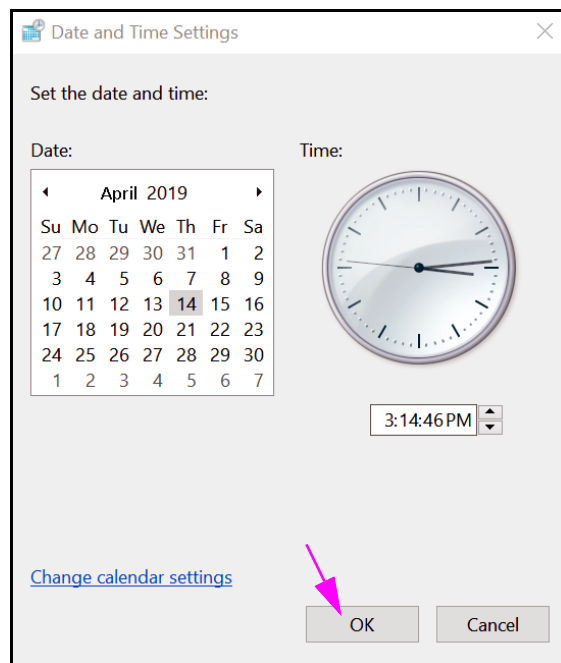 Date and Time Settings
Set the date and time:
Date:
Time:
April 2019
Su Mo Tu We Th Fr Sa
27 28 29 30 31 1 2
3 4 5 6 7 8 9
10 11 12 13 14 15 16
17 18 19 20 21 22 23
24 25 26 27 28 29 30
1 2 3 4 5 6 7
3:14:46 PM
Change calendar settings
OK
Cancel